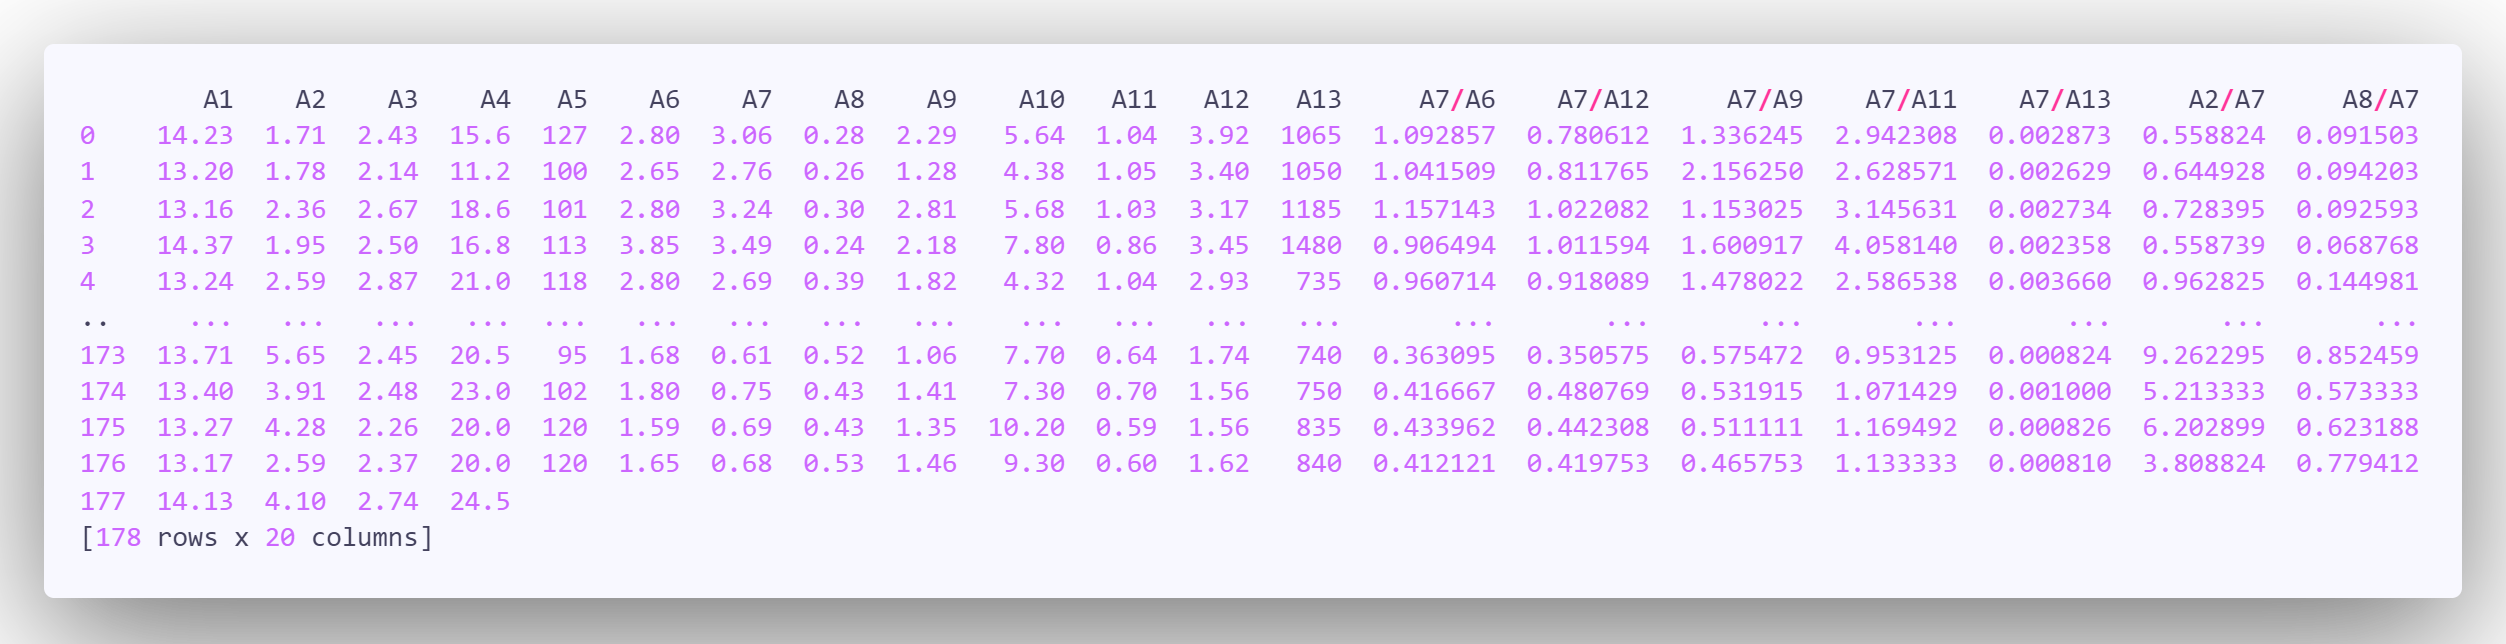 A1 A2 A3 A4 A5 A6 A7 A8 A9 A10 A11 A12 A13 A7/A6 A7/A12 A7/A9 A7/A11 A7/A13 A2/A7 A8/A7
0 14.23 1.71 2.43 15.6 127 2.80 3.06 0.28 2.29 5.64 1.04 3.92 1065 1.092857 0.780612 1.336245 2.942308 0.002873 0.558824 0.091503
1 13.20 1.78 2.14 11.2 100 2.65 2.76 0.26 1.28 4.38 1.05 3.40 1050 1.041509 0.811765 2.156250 2.628571 0.002629 0.644928 0.094203
2 13.16 2.36 2.67 18.6 101 2.80 3.24 0.30 2.81 5.68 1.03 3.17 1185 1.157143 1.022082 1.153025 3.145631 0.002734 0.728395 0.092593
3 14.37 1.95 2.50 16.8 113 3.85 3.49 0.24 2.18 7.80 0.86 3.45 1480 0.906494 1.011594 1.600917 4.058140 0.002358 0.558739 0.068768
4 13.24 2.59 2.87 21.0 118 2.80 2.69 0.39 1.82 4.32 1.04 2.93 735 0.960714 0.918089 1.478022 2.586538 0.003660 0.962825 0.144981
.. ... ... ... ... ... ... ... ... ... ... ... ... ... ... ... ... ... ... ... ...
173 13.71 5.65 2.45 20.5 95 1.68 0.61 0.52 1.06 7.70 0.64 1.74 740 0.363095 0.350575 0.575472 0.953125 0.000824 9.262295 0.852459
174 13.40 3.91 2.48 23.0 102 1.80 0.75 0.43 1.41 7.30 0.70 1.56 750 0.416667 0.480769 0.531915 1.071429 0.001000 5.213333 0.573333
175 13.27 4.28 2.26 20.0 120 1.59 0.69 0.43 1.35 10.20 0.59 1.56 835 0.433962 0.442308 0.511111 1.169492 0.000826 6.202899 0.623188
176 13.17 2.59 2.37 20.0 120 1.65 0.68 0.53 1.46 9.30 0.60 1.62 840 0.412121 0.419753 0.465753 1.133333 0.000810 3.808824 0.779412
177 14.13 4.10 2.74 24.5
[178 rows x 20 columns]